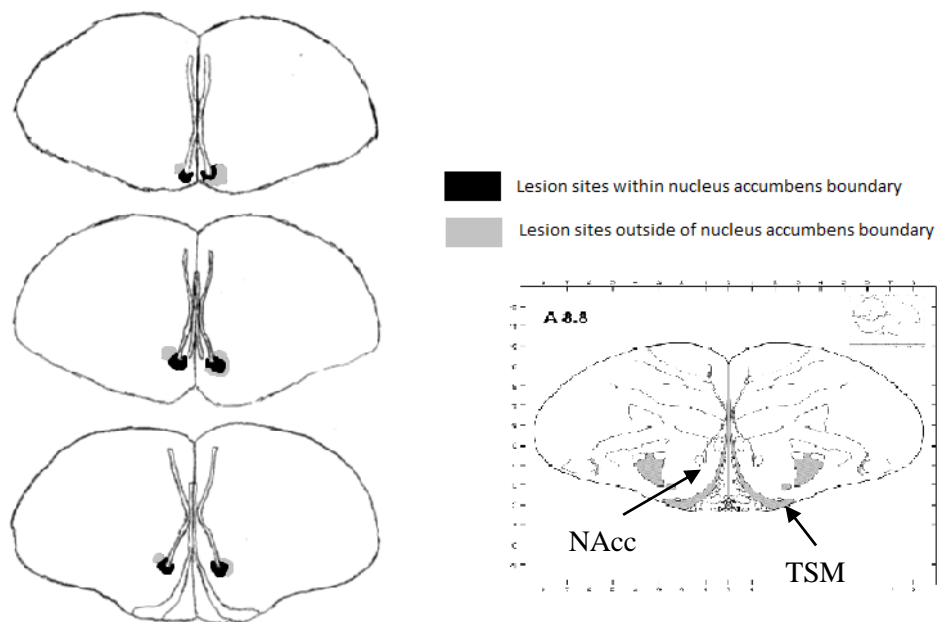 Lesion sites within nucleus accumbens boundary
Lesion sites outside of nucleus accumbens boundary
A 8.8
NAcc
TSM